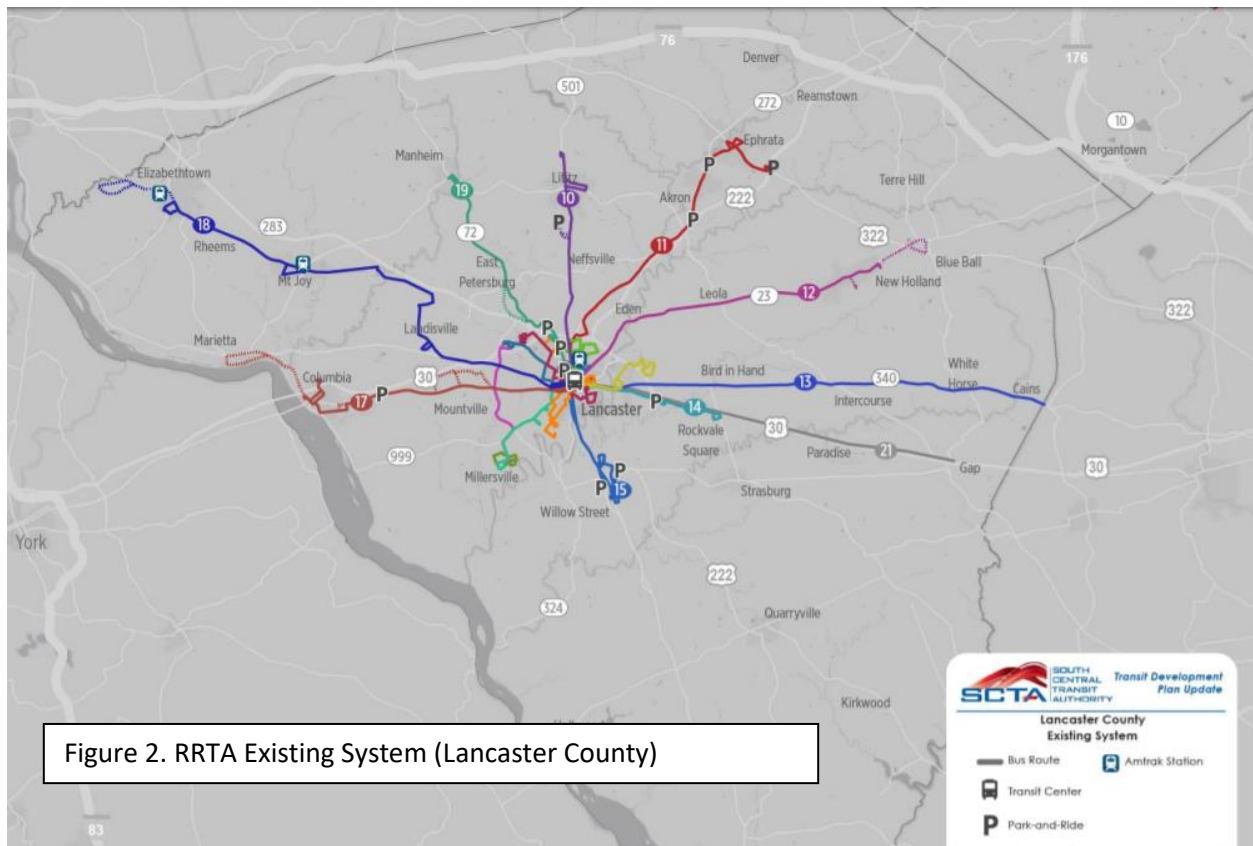 76
Denver
176
501
Reamstown
272
10
Ephrata
Morgantown
Manheim
P
P
Elizabethtown
Lititz
Terre Hill
19
10
Akron
222
P
P
18
283
72
322
Rheems
11
Neffsville
East
Petersburg
Blue Ball
Mt Joy
12
New Holland
Leola
23
Eden
322
Landisville
P
Marietta
P
P
White
Horse
Bird in Hand
13
340
Columbia
30
Cains
Intercourse
P
17
Mountville
Lancaster
P
14
Rockvale
Square
30
Paradise
21
999
Gap
30
Millersville
P
P
15
Strasburg
Willow Street
York
222
324
Quarryville
Kirkwood
SCTA
SOUTH
CENTRAL
TRANSIT
AUTHORITY
Transit Development
Plan Update
Lancaster County
Existing System
Bus Route
Amtrak Station
Transit Center
P Park-and-Ride
Figure 2. RRTA Existing System (Lancaster County)
83